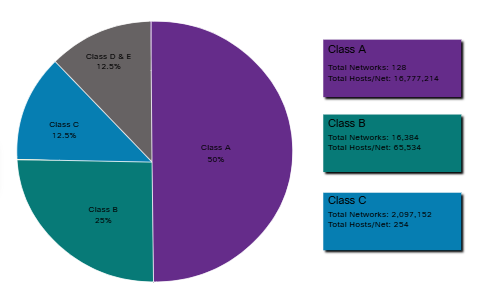 Class D & E
12.5%
Class C
12.5%
Class A
50%
Class B
25%
Class A
Total Networks: 128
Total Hosts/Net: 16,777,214
Class B
Total Networks: 16,384
Total Hosts/Net: 65,534
Class C
Total Networks: 2,097,152
Total Hosts/Net: 254